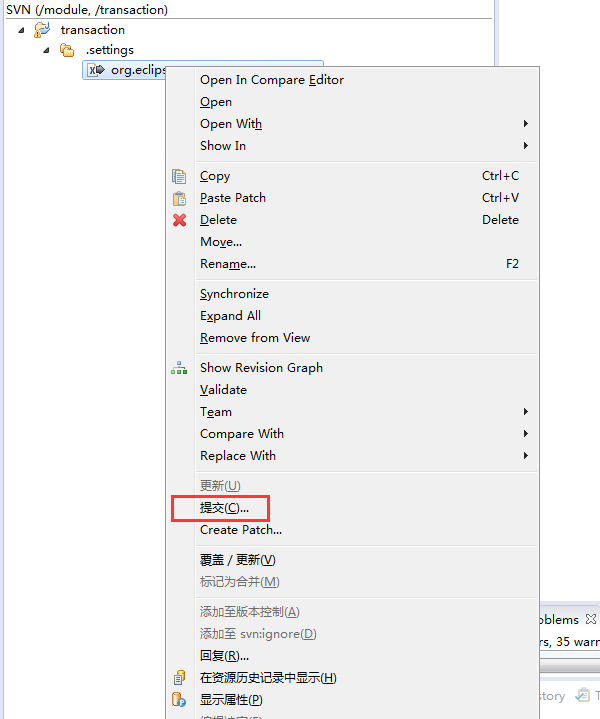 SVN (/module, /transaction)
transaction
.settings
org.eclips
Open In Compare Editor
Open
Open With
Show In
Copy Ctrl+C
Paste Patch Ctrl+V
Delete Delete
Move...
Rename... F2
Synchronize
Expand All
Remove from View
Show Revision Graph
Validate
Team
Compare With
Replace With
更新(U)
提交(C)...
Create Patch...
覆盖 / 更新(V)
标记为合并(M)
添加至版本控制(A)
oblems
添加至 svn:ignore(D)
rs, 35 warn
回复(R)...
在资源历史记录中显示(H)
显示属性(P)
story